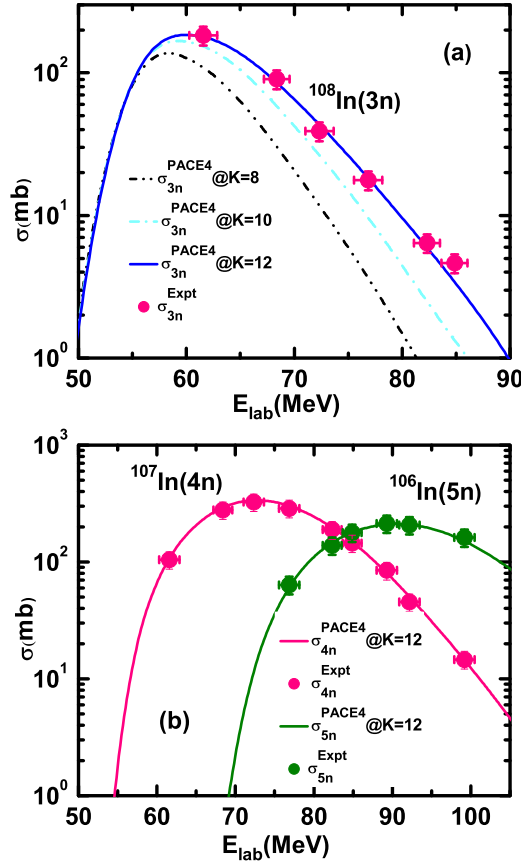 (a)
¹⁰⁸In(3n)
10²
10¹
10⁰
σ(mb)
σ₃ₙ^PACE4 @K=8
σ₃ₙ^PACE4 @K=10
σ₃ₙ^PACE4 @K=12
σ₃ₙ^Expt
50 60 70 80 90
E_lab(MeV)
10³
10²
10¹
10⁰
σ(mb)
¹⁰⁷In(4n)
¹⁰⁶In(5n)
(b)
σ₄ₙ^PACE4 @K=12
σ₄ₙ^Expt
σ₅ₙ^PACE4 @K=12
σ₅ₙ^Expt
50 60 70 80 90 100
E_lab(MeV)